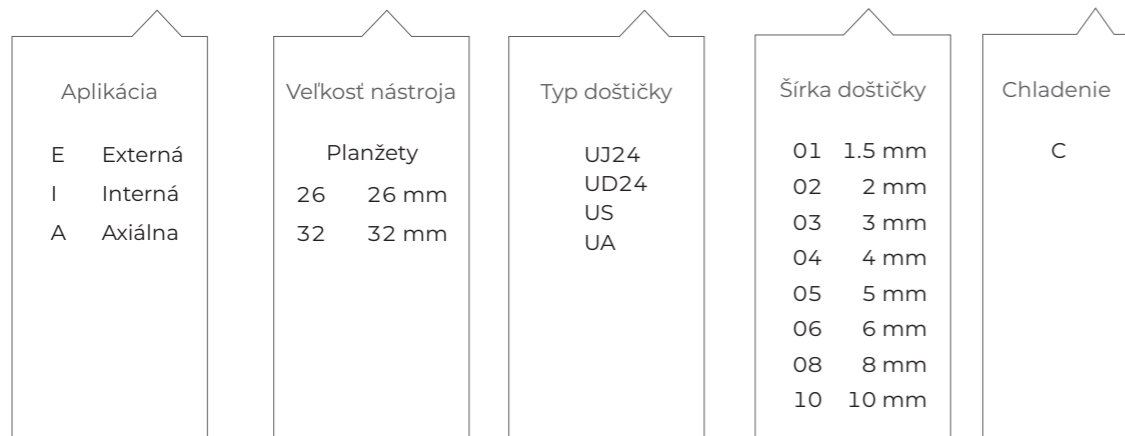 Aplikácia
E Externá
I Interná
A Axiálna
Veľkosť nástroja
Planžety
26 26 mm
32 32 mm
Typ doštičky
UJ24
UD24
US
UA
Šírka doštičky
01 1.5 mm
02 2 mm
03 3 mm
04 4 mm
05 5 mm
06 6 mm
08 8 mm
10 10 mm
Chladenie
C